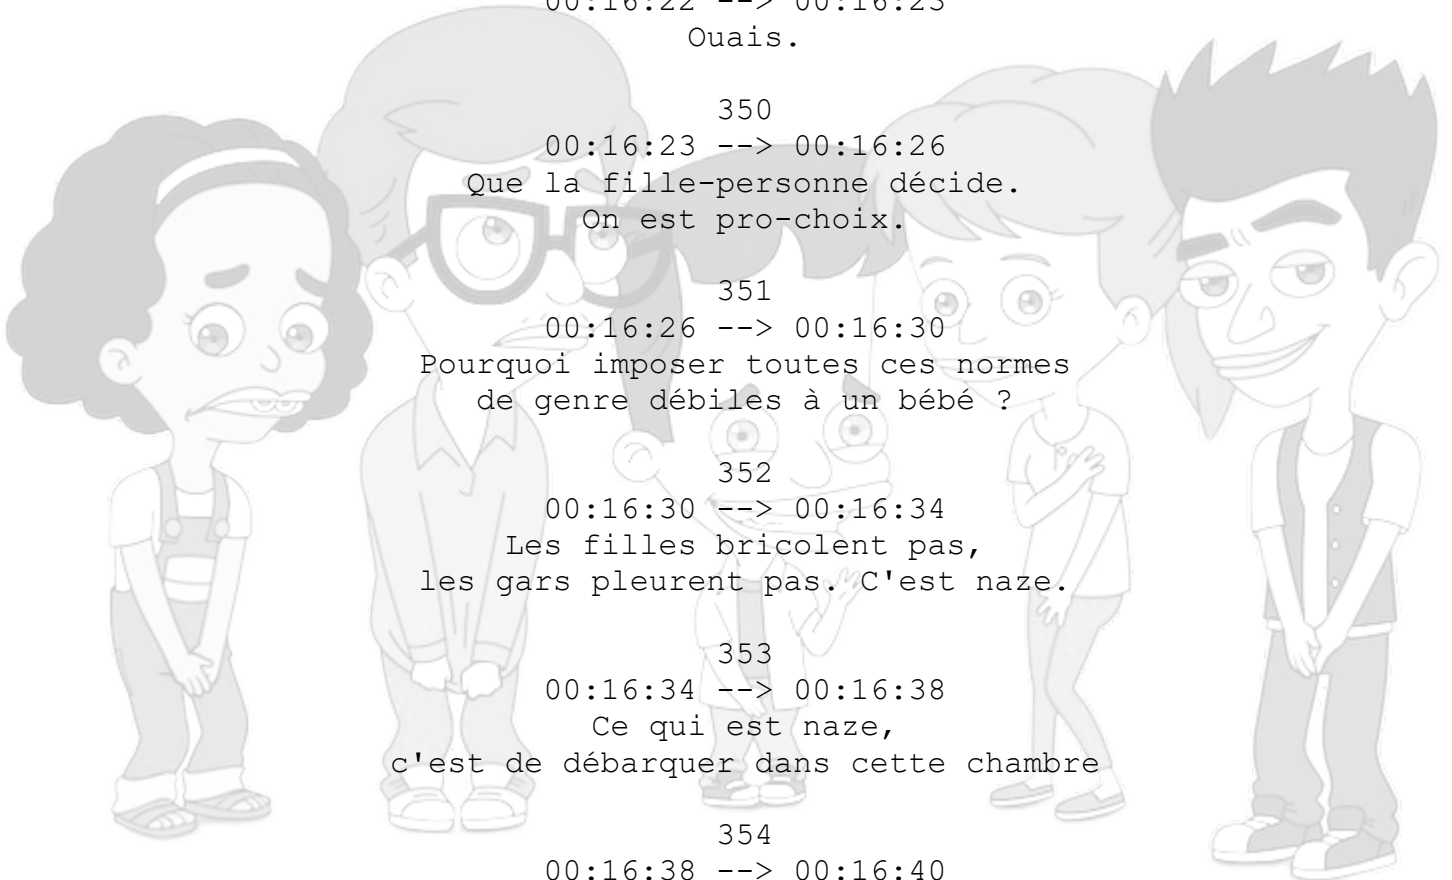 00:16:22 --> 00:16:23
Ouais.
350
00:16:23 --> 00:16:26
Que la fille-personne décide.
On est pro-choix.
351
00:16:26 --> 00:16:30
Pourquoi imposer toutes ces normes
de genre débiles à un bébé ?
352
00:16:30 --> 00:16:34
Les filles bricolent pas,
les gars pleurent pas. C'est naze.
353
00:16:34 --> 00:16:38
Ce qui est naze,
c'est de débarquer dans cette chambre
354
00:16:38 --> 00:16:40